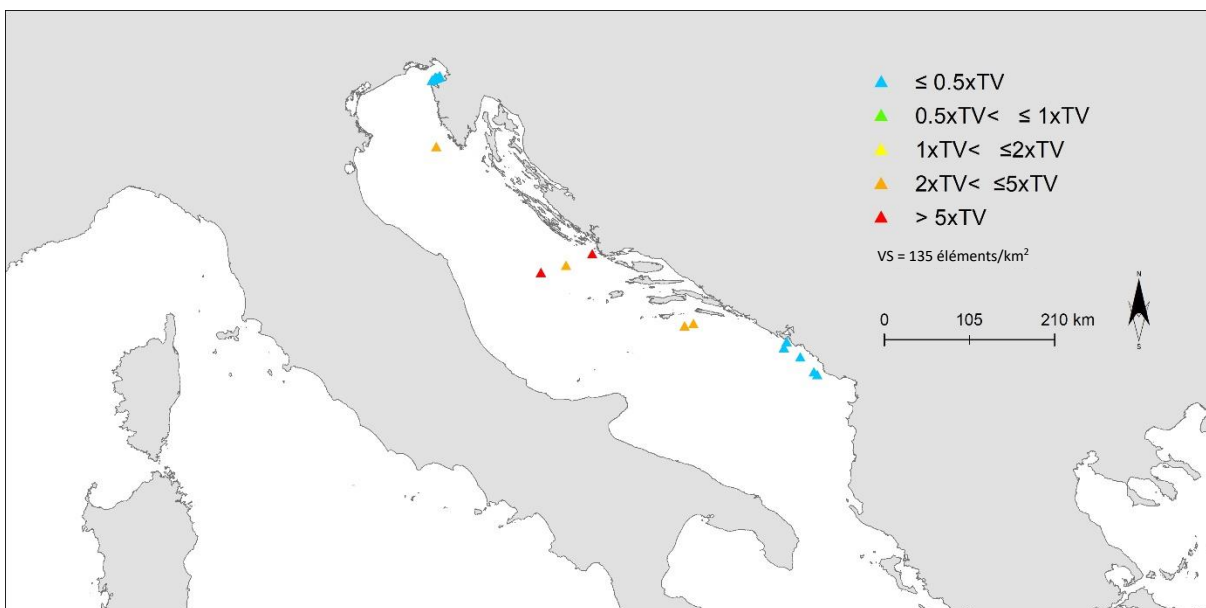 ≤ 0.5xTV
0.5xTV< ≤ 1xTV
1xTV< ≤2xTV
2xTV< ≤5xTV
> 5xTV
VS = 135 éléments/km²
N
S
0 105 210 km